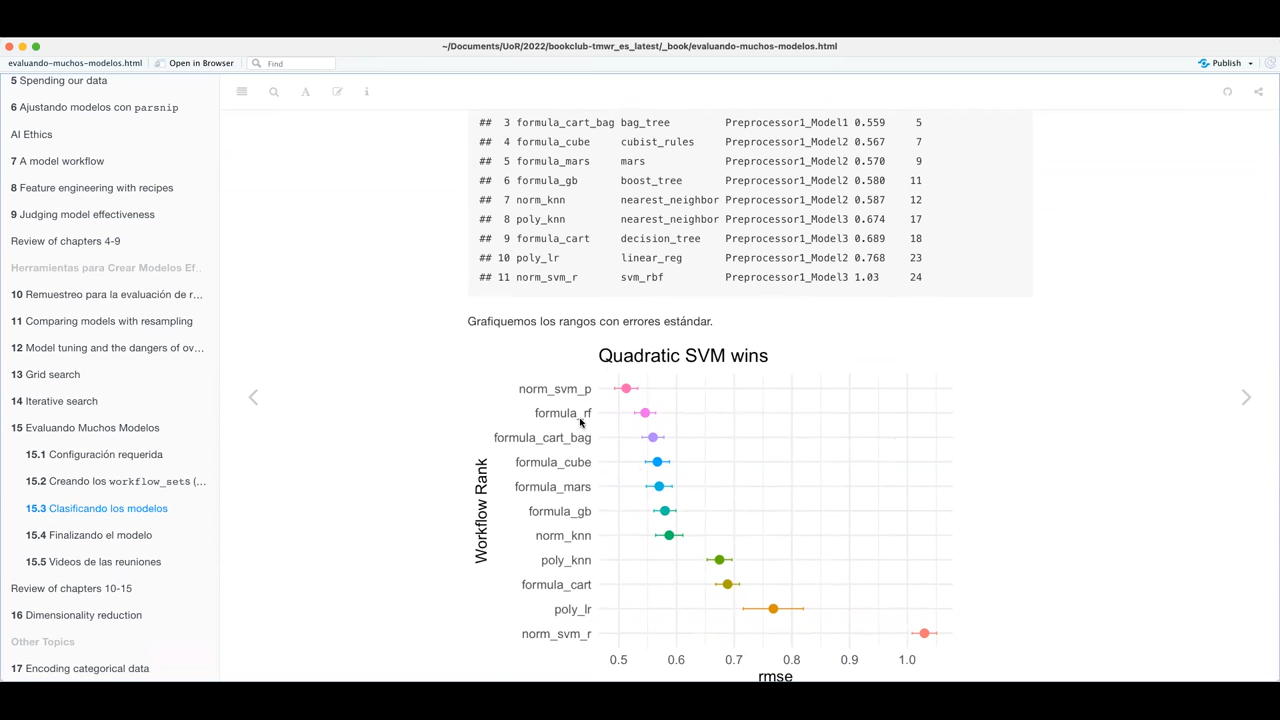 ~/Documents/UoR/2022/bookclub-tmwr_es_latest/_book/evaluando-muchos-modelos.html
evaluando-muchos-modelos.html
Open in Browser
Find
Publish
5 Spending our data
6 Ajustando modelos con parsnip
AI Ethics
7 A model workflow
8 Feature engineering with recipes
9 Judging model effectiveness
Review of chapters 4-9
Herramientas para Crear Modelos Ef..
10 Remuestreo para la evaluación de r...
11 Comparing models with resampling
12 Model tuning and the dangers of ov...
13 Grid search
14 Iterative search
15 Evaluando Muchos Modelos
15.1 Configuración requerida
15.2 Creando los workflow_sets (...
15.3 Clasificando los modelos
15.4 Finalizando el modelo
15.5 Videos de las reuniones
Review of chapters 10-15
16 Dimensionality reduction
Other Topics
17 Encoding categorical data
## 3 formula_cart_bag bag_tree Preprocessor1_Model1 0.559 5
## 4 formula_cube cubist_rules Preprocessor1_Model2 0.567 7
## 5 formula_mars mars Preprocessor1_Model2 0.570 9
## 6 formula_gb boost_tree Preprocessor1_Model2 0.580 11
## 7 norm_knn nearest_neighbor Preprocessor1_Model2 0.587 12
## 8 poly_knn nearest_neighbor Preprocessor1_Model3 0.674 17
## 9 formula_cart decision_tree Preprocessor1_Model3 0.689 18
## 10 poly_lr linear_reg Preprocessor1_Model2 0.768 23
## 11 norm_svm_r svm_rbf Preprocessor1_Model3 1.03 24
Grafiquemos los rangos con errores estándar.
Quadratic SVM wins
Workflow Rank
norm_svm_p
formula_rf
formula_cart_bag
formula_cube
formula_mars
formula_gb
norm_knn
poly_knn
formula_cart
poly_lr
norm_svm_r
0.5 0.6 0.7 0.8 0.9 1.0
rmse